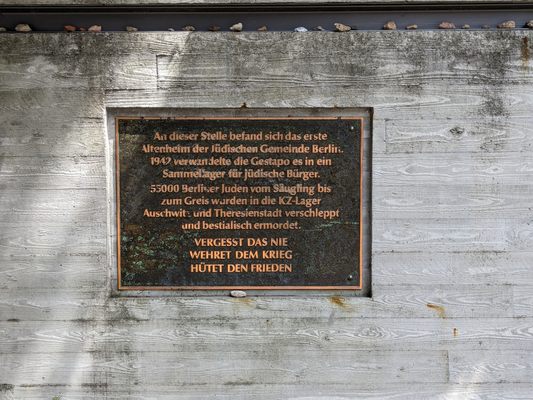 An dieser Stelle befand sich das erste
Altenheim der Jüdischen Gemeinde Berlin.
1942 verwandelte die Gestapo es in ein
Sammellager für jüdische Bürger.
55000 Berliner Juden vom Säugling bis
zum Greis wurden in die KZ-Lager
Auschwitz und Theresienstadt verschleppt
und bestialisch ermordet.
VERGESST DAS NIE
WEHRET DEM KRIEG
HÜTET DEN FRIEDEN